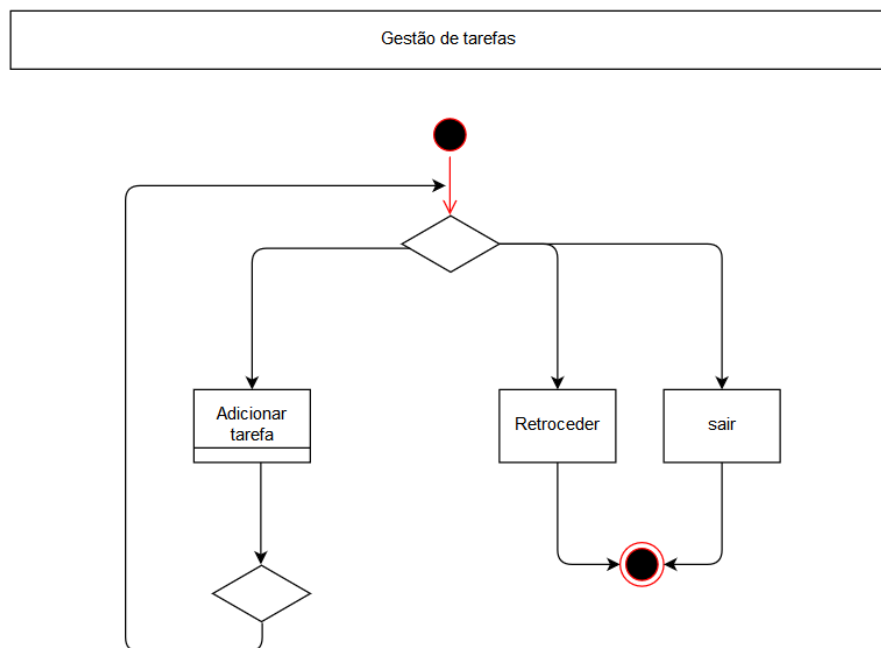 Gestão de tarefas
Adicionar
tarefa
Retroceder
sair